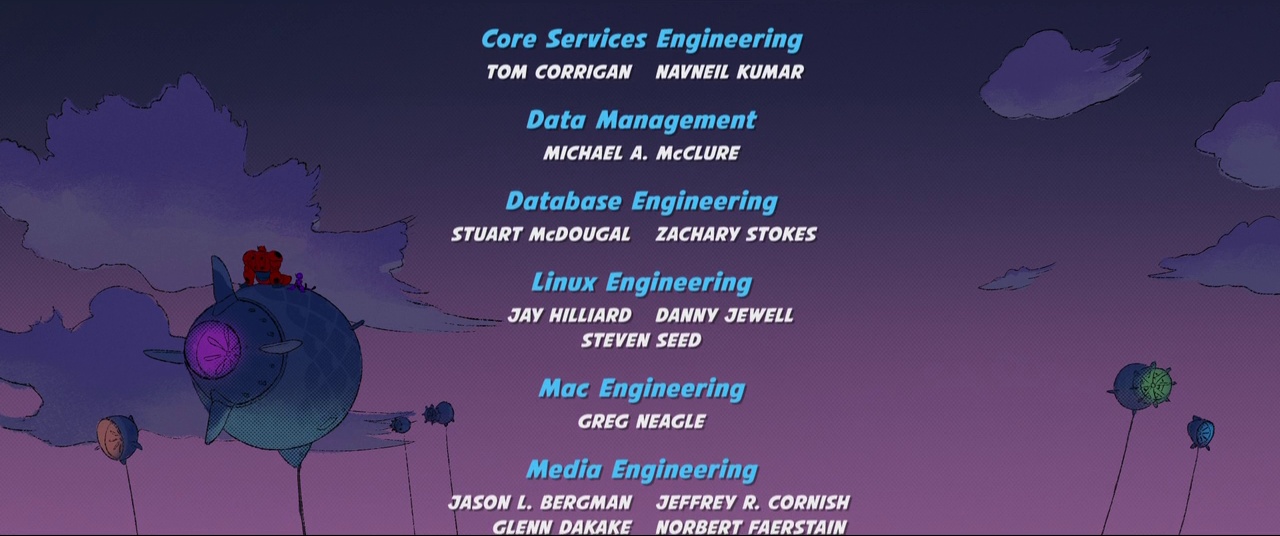 Core Services Engineering
TOM CORRIGAN NAVNEIL KUMAR
Data Management
MICHAEL A. McCLURE
Database Engineering
STUART McDOUGAL ZACHARY STOKES
Linux Engineering
JAY HILLIARD DANNY JEWELL
STEVEN SEED
Mac Engineering
GREG NEAGLE
Media Engineering
JASON L. BERGMAN JEFFREY R. CORNISH
GLENN DAKAKE NORBERT FAERSTAIN